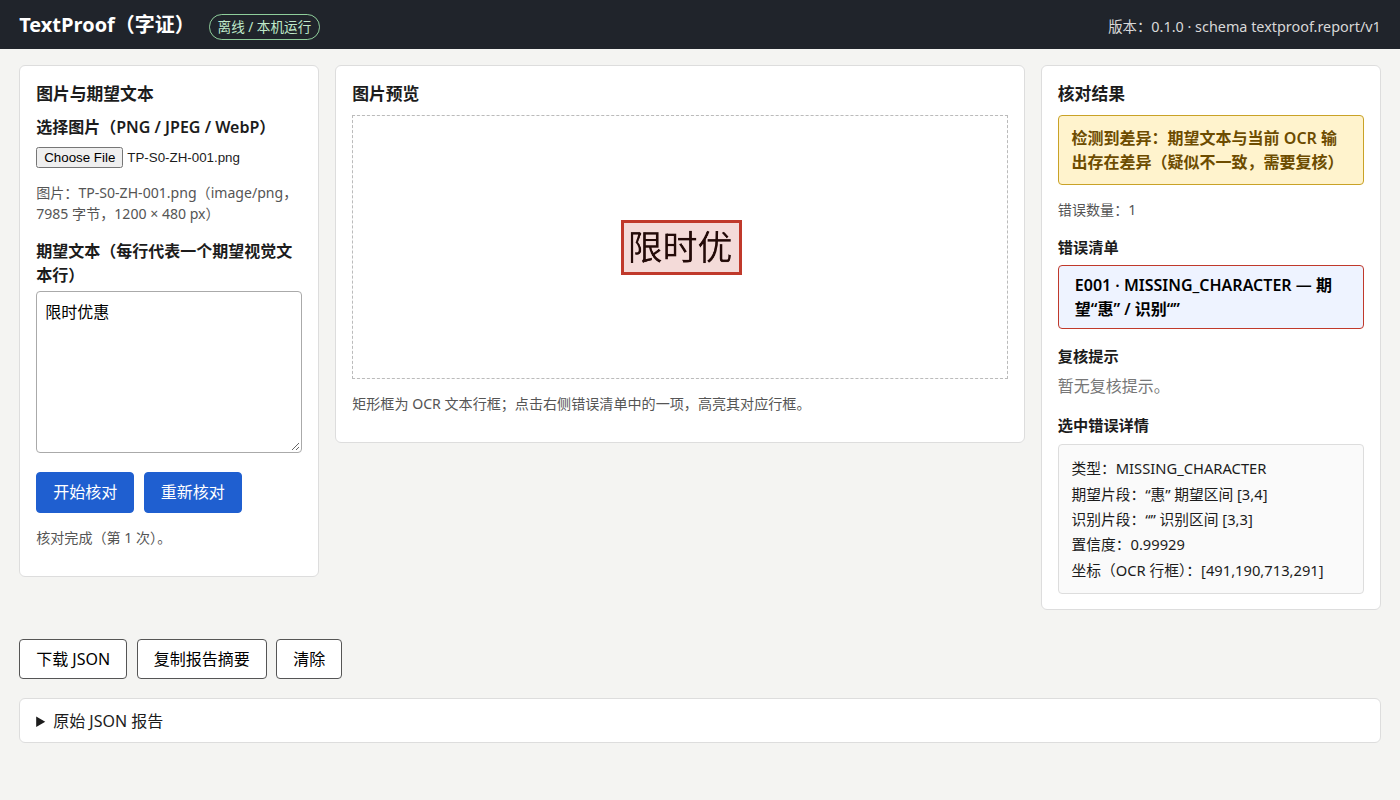 TextProof（字证） 离线 / 本机运行 版本：0.1.0 · schema textproof.report/v1
图片与期望文本
选择图片（PNG / JPEG / WebP）
Choose File TP-S0-ZH-001.png
图片：TP-S0-ZH-001.png（image/png，
7985 字节，1200 × 480 px）
期望文本（每行代表一个期望视觉文
本行）
限时优惠
开始核对 重新核对
核对完成（第 1 次）。
图片预览
限时优
矩形框为 OCR 文本行框；点击右侧错误清单中的一项，高亮其对应行框。
核对结果
检测到差异：期望文本与当前 OCR 输
出存在差异（疑似不一致，需要复核）
错误数量：1
错误清单
E001 · MISSING_CHARACTER — 期
望“惠” / 识别“”
复核提示
暂无复核提示。
选中错误详情
类型：MISSING_CHARACTER
期望片段：“惠” 期望区间 [3,4]
识别片段：“” 识别区间 [3,3]
置信度：0.99929
坐标（OCR 行框）：[491,190,713,291]
下载 JSON 复制报告摘要 清除
▶ 原始 JSON 报告